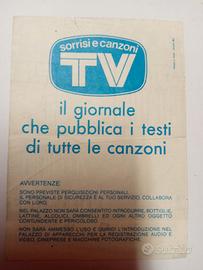 sorrisi e canzoni
TV
il giornale
che pubblica i testi
di tutte le canzoni
AVVERTENZE:
SONO PREVISTE PERQUISIZIONI PERSONALI.
IL PERSONALE DI SICUREZZA È AL TUO SERVIZIO, COLLABORA
CON LORO.
NEL PALAZZO NON SARÀ CONSENTITO INTRODURRE, BOTTIGLIE,
LATTINE, ALCOLICI, OMBRELLI ED OGNI ALTRO OGGETTO
CONTUNDENTE E PERICOLOSO.
NON SARÀ AMMESSO L'USO E QUINDI L'INTRODUZIONE NEL
PALAZZO DI APPARECCHI PER LA REGISTRAZIONE AUDIO E
VIDEO, CINEPRESE E MACCHINE FOTOGRAFICHE.
subito.it